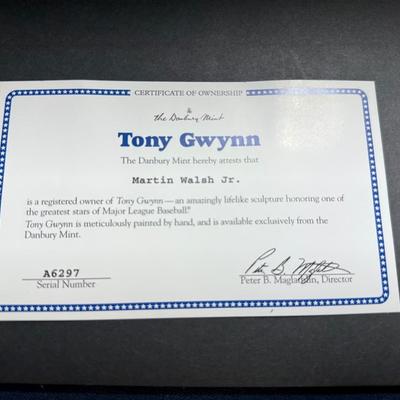 CERTIFICATE OF OWNERSHIP
the Danbury Mint
Tony Gwynn
The Danbury Mint hereby attests that
Martin Walsh Jr.
is a registered owner of Tony Gwynn—an amazingly lifelike sculpture honoring one of
the greatest stars of Major League Baseball.®
Tony Gwynn is meticulously painted by hand, and is available exclusively from the
Danbury Mint.
A6297
Serial Number
Peter B. Maglathlin, Director